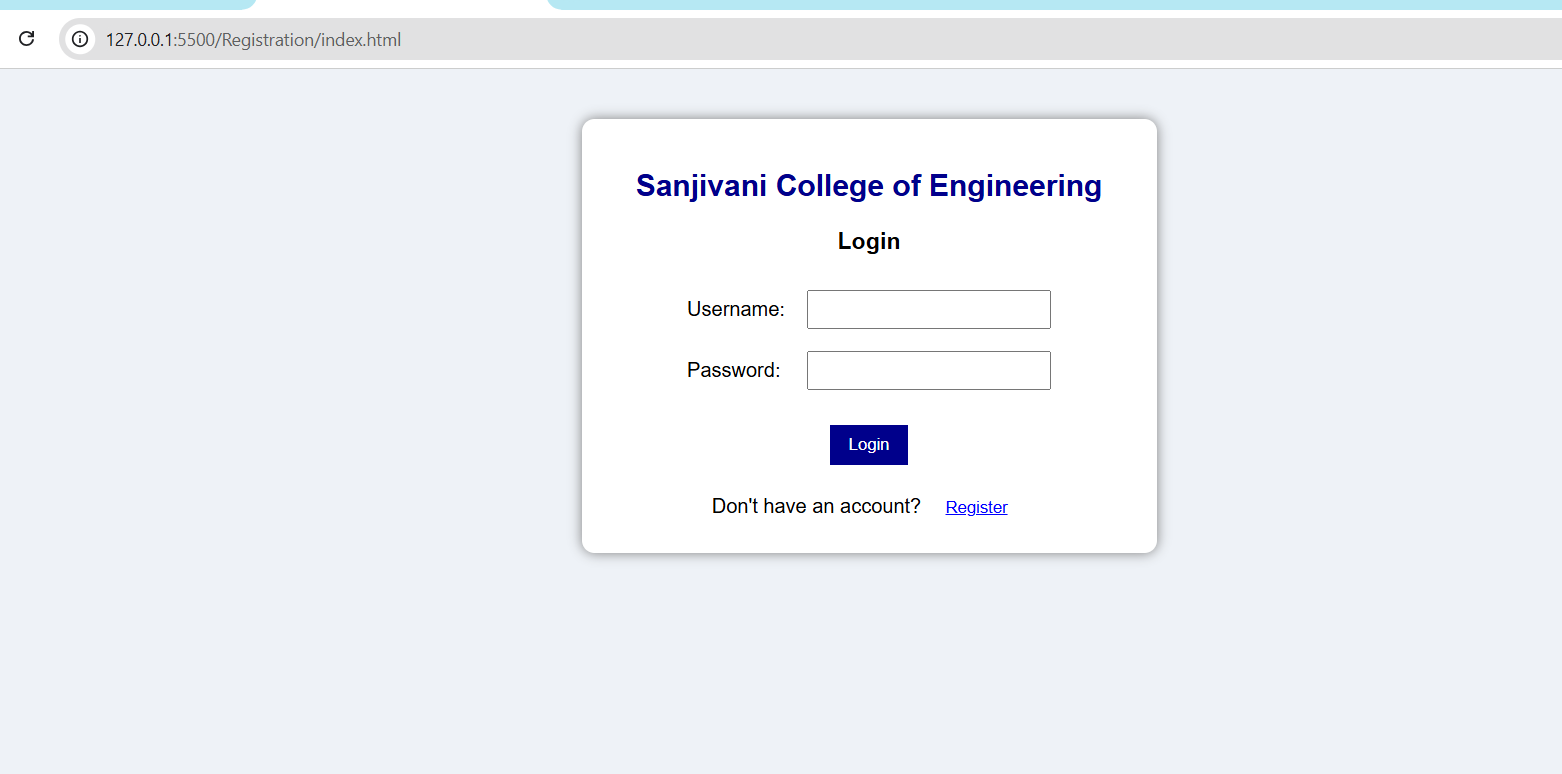 127.0.0.1:5500/Registration/index.html
Sanjivani College of Engineering
Login
Username:
Password:
Login
Don't have an account? Register